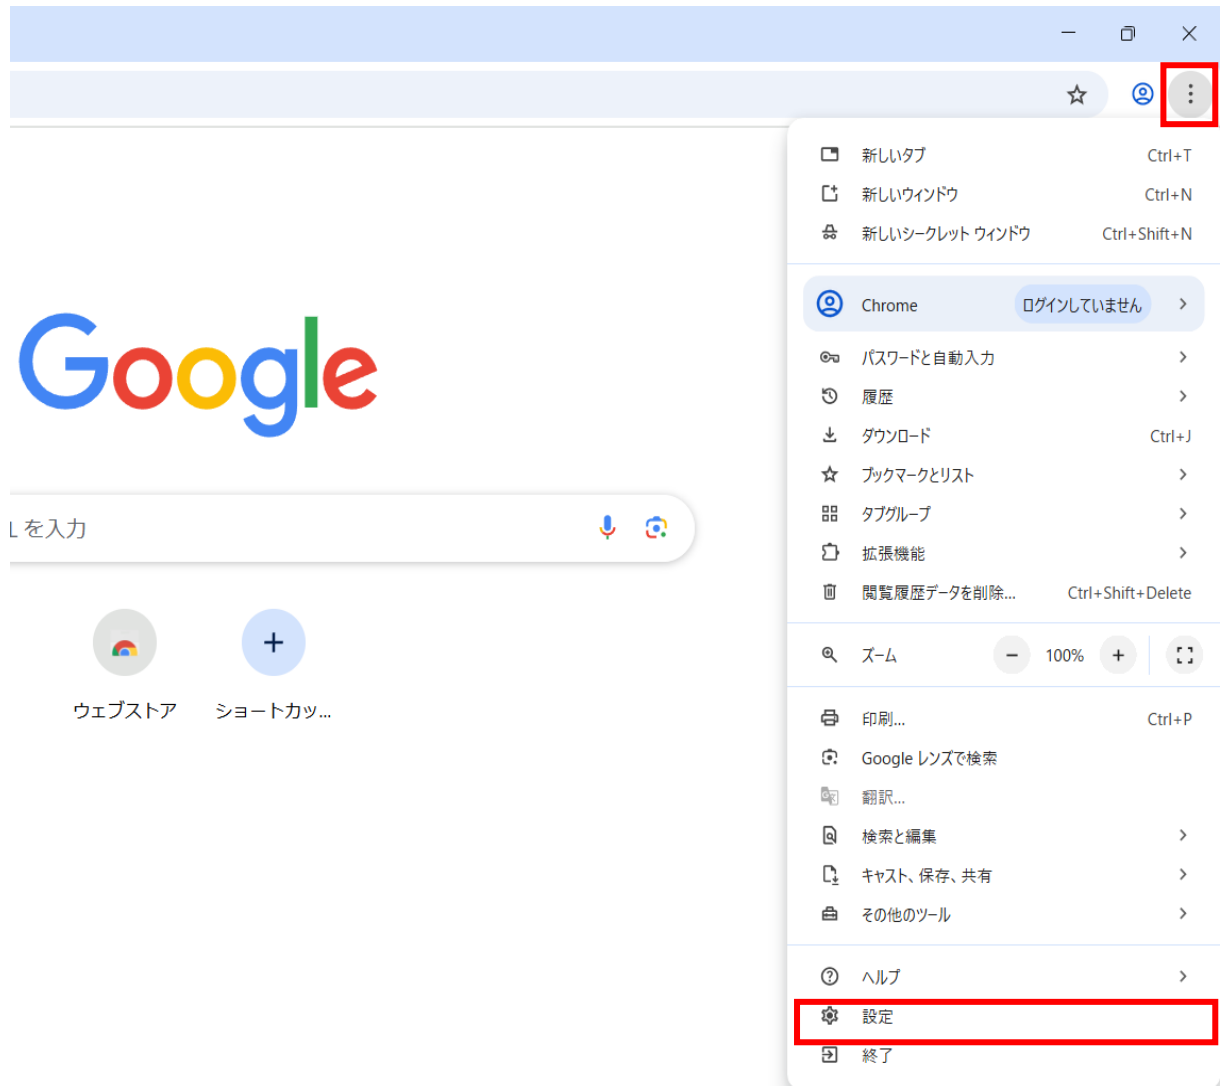 新しいタブ Ctrl+T
新しいウィンドウ Ctrl+N
新しいシークレット ウィンドウ Ctrl+Shift+N
Chrome ログインしていません
パスワードと自動入力
履歴
ダウンロード Ctrl+J
ブックマークとリスト
タブグループ
拡張機能
閲覧履歴データを削除... Ctrl+Shift+Delete
ズーム － 100% +
印刷... Ctrl+P
Google レンズで検索
翻訳...
検索と編集
キャスト、保存、共有
その他のツール
ヘルプ
設定
終了
Google
L を入力
ウェブストア
ショートカッ...